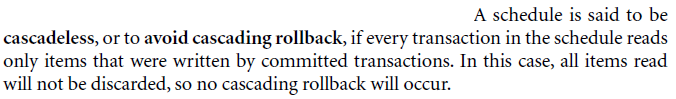 A schedule is said to be
cascadeless, or to avoid cascading rollback, if every transaction in the schedule reads
only items that were written by committed transactions. In this case, all items read
will not be discarded, so no cascading rollback will occur.